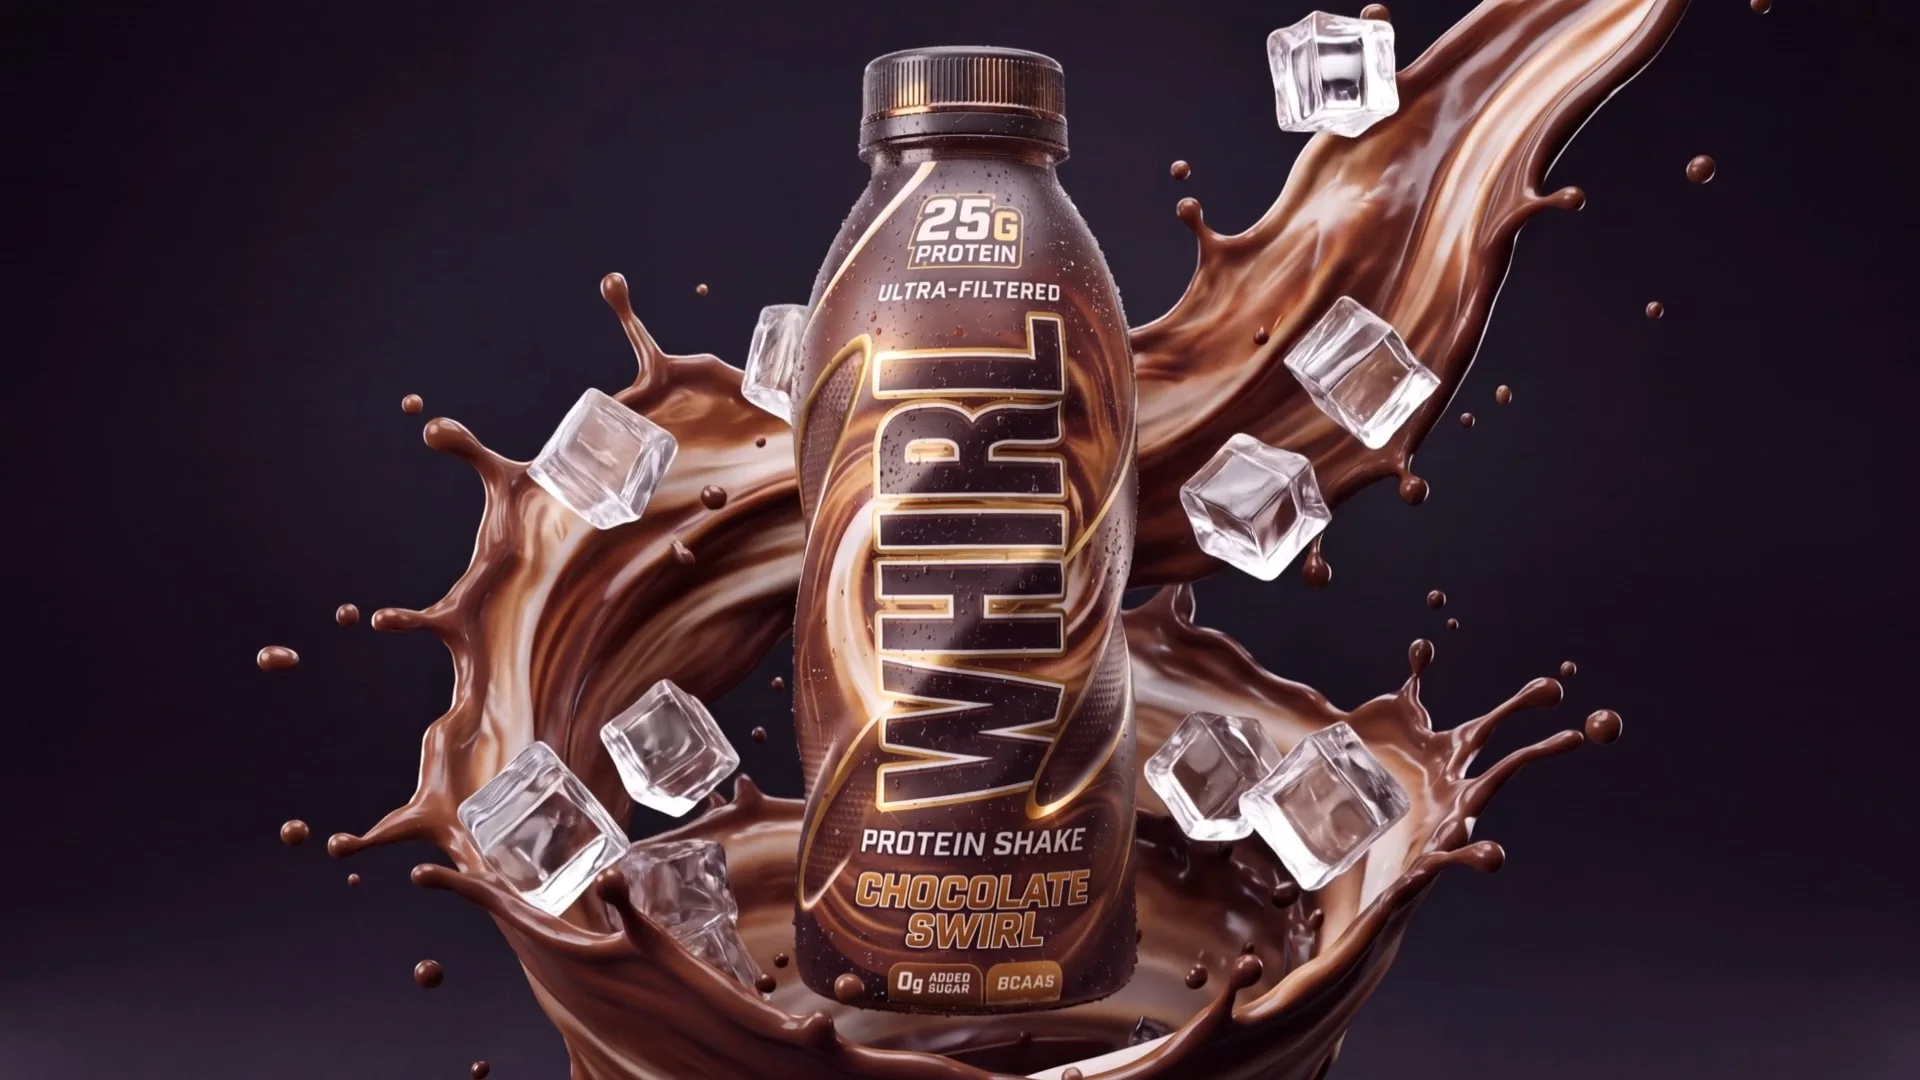 25G
PROTEIN
ULTRA-FILTERED
WHIRL
PROTEIN SHAKE
CHOCOLATE
SWIRL
0g ADDED
SUGAR
BCAAS